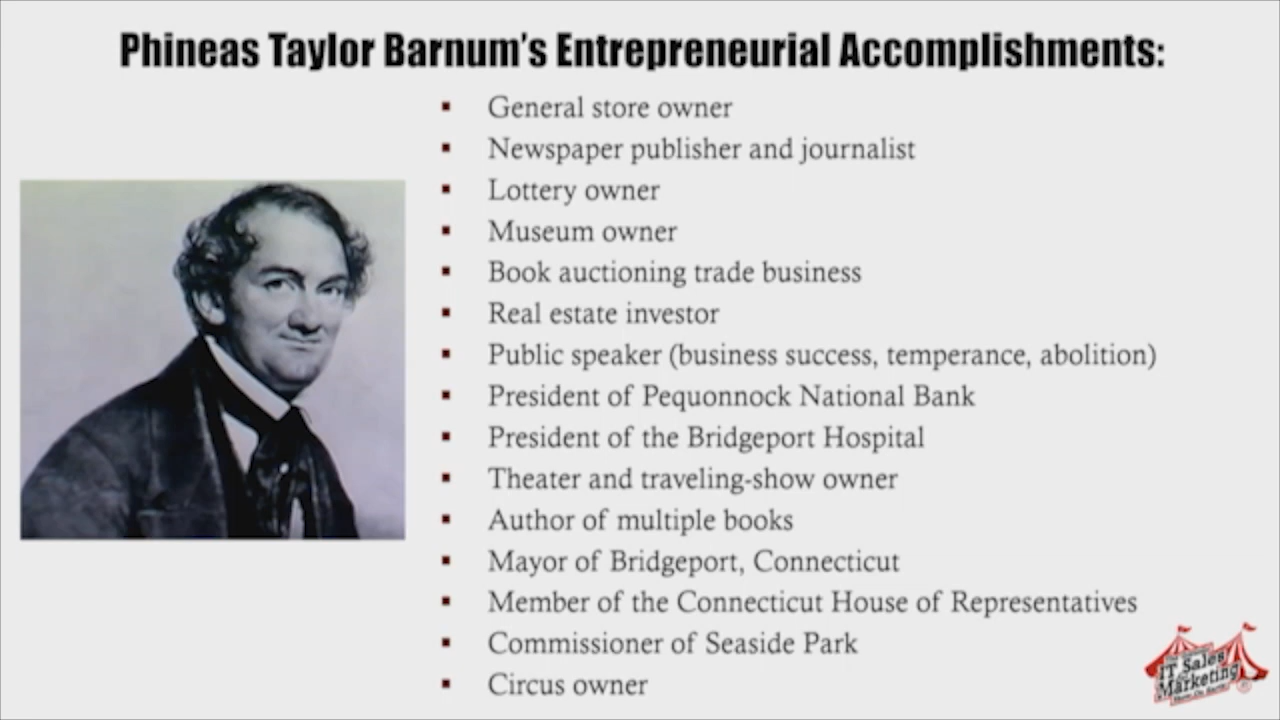 Phineas Taylor Barnum's Entrepreneurial Accomplishments:
▪ General store owner
▪ Newspaper publisher and journalist
▪ Lottery owner
▪ Museum owner
▪ Book auctioning trade business
▪ Real estate investor
▪ Public speaker (business success, temperance, abolition)
▪ President of Pequonnock National Bank
▪ President of the Bridgeport Hospital
▪ Theater and traveling-show owner
▪ Author of multiple books
▪ Mayor of Bridgeport, Connecticut
▪ Member of the Connecticut House of Representatives
▪ Commissioner of Seaside Park
▪ Circus owner
IT Sales
Marketing